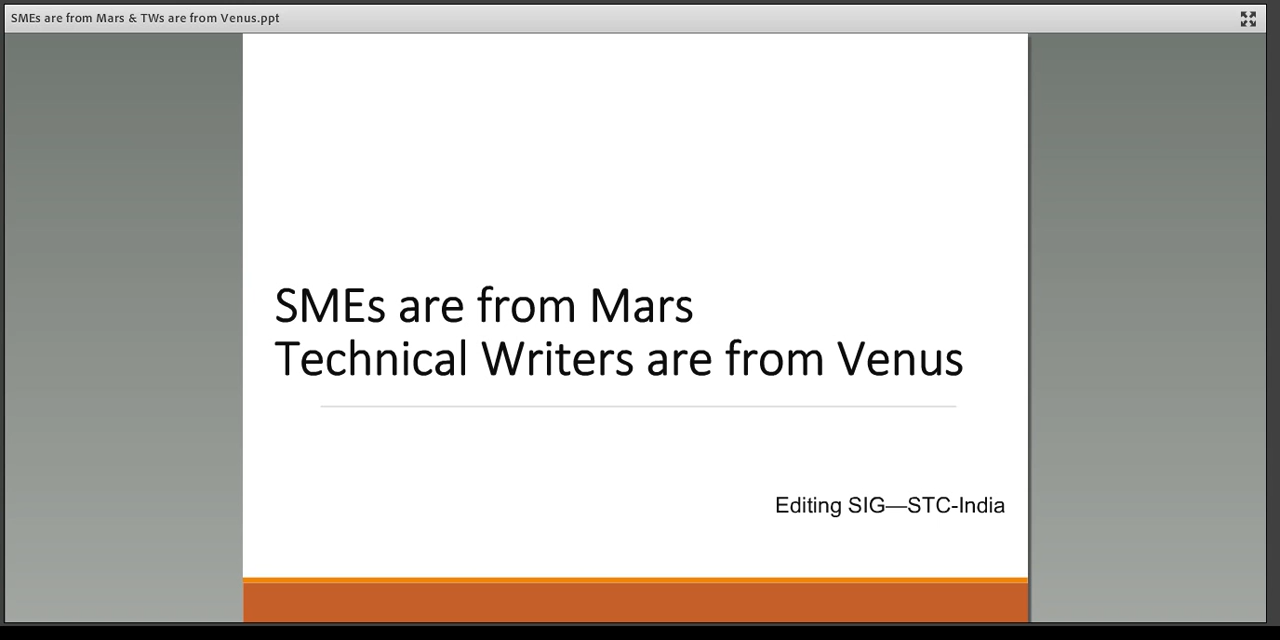 SMEs are from Mars & TWs are from Venus.ppt
SMEs are from Mars
Technical Writers are from Venus
Editing SIG—STC-India